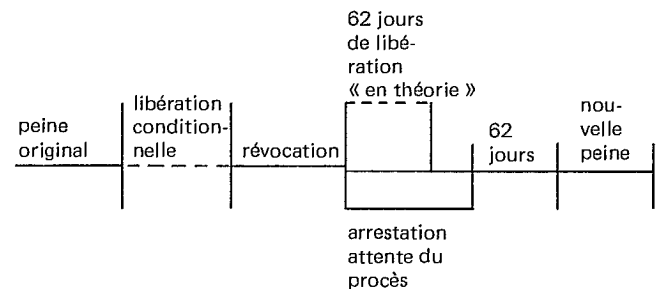 62 jours
de libé-
ration
« en théorie »
peine
original
libération
condition-
nelle
révocation
62
jours
nou-
velle
peine
arrestation
attente du
procès